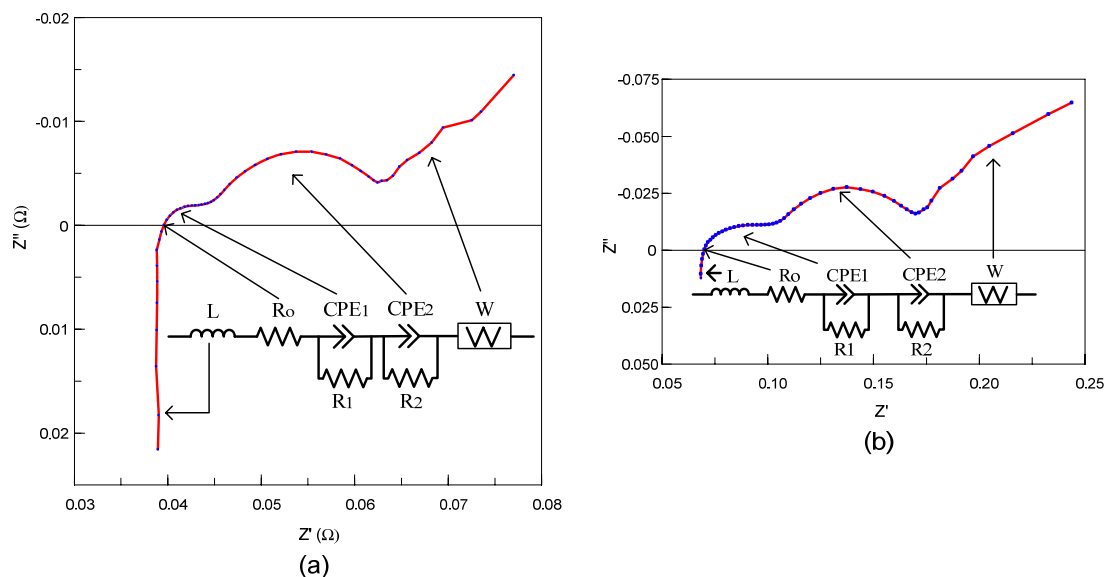 -0.02
-0.01
0
0.01
0.02
Z'' (Ω)
0.03
0.04
0.05
0.06
0.07
0.08
Z' (Ω)
L
Ro
CPE1
CPE2
W
R1
R2
(a)
-0.075
-0.050
-0.025
0
0.025
0.050
Z''
0.05
0.10
0.15
0.20
0.25
Z'
L
Ro
CPE1
CPE2
W
R1
R2
(b)